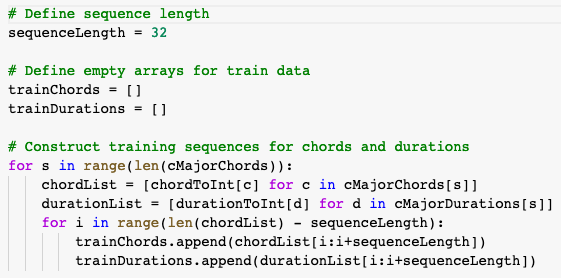 # Define sequence length
sequenceLength = 32
# Define empty arrays for train data
trainChords = []
trainDurations = []
# Construct training sequences for chords and durations
for s in range(len(cMajorChords)):
    chordList = [chordToInt[c] for c in cMajorChords[s]]
    durationList = [durationToInt[d] for d in cMajorDurations[s]]
    for i in range(len(chordList) - sequenceLength):
        trainChords.append(chordList[i:i+sequenceLength])
        trainDurations.append(durationList[i:i+sequenceLength])